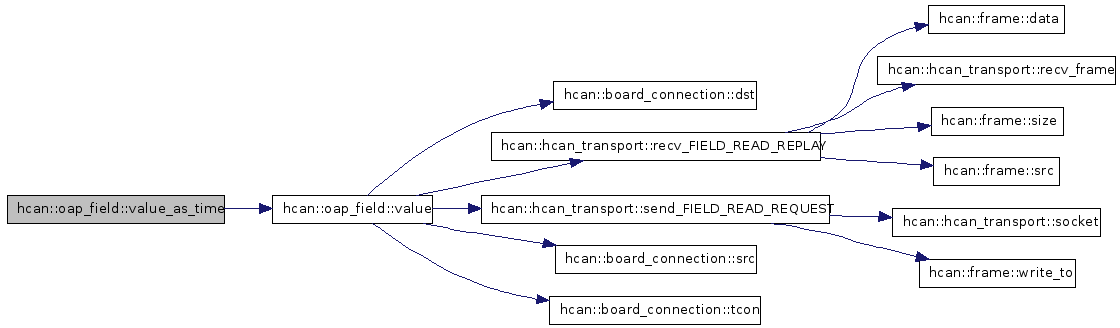 hcan::oap_field::value_as_time
hcan::oap_field::value
hcan::board_connection::dst
hcan::hcan_transport::recv_FIELD_READ_REPLAY
hcan::hcan_transport::send_FIELD_READ_REQUEST
hcan::board_connection::src
hcan::board_connection::tcon
hcan::frame::data
hcan::hcan_transport::recv_frame
hcan::frame::size
hcan::frame::src
hcan::hcan_transport::socket
hcan::frame::write_to